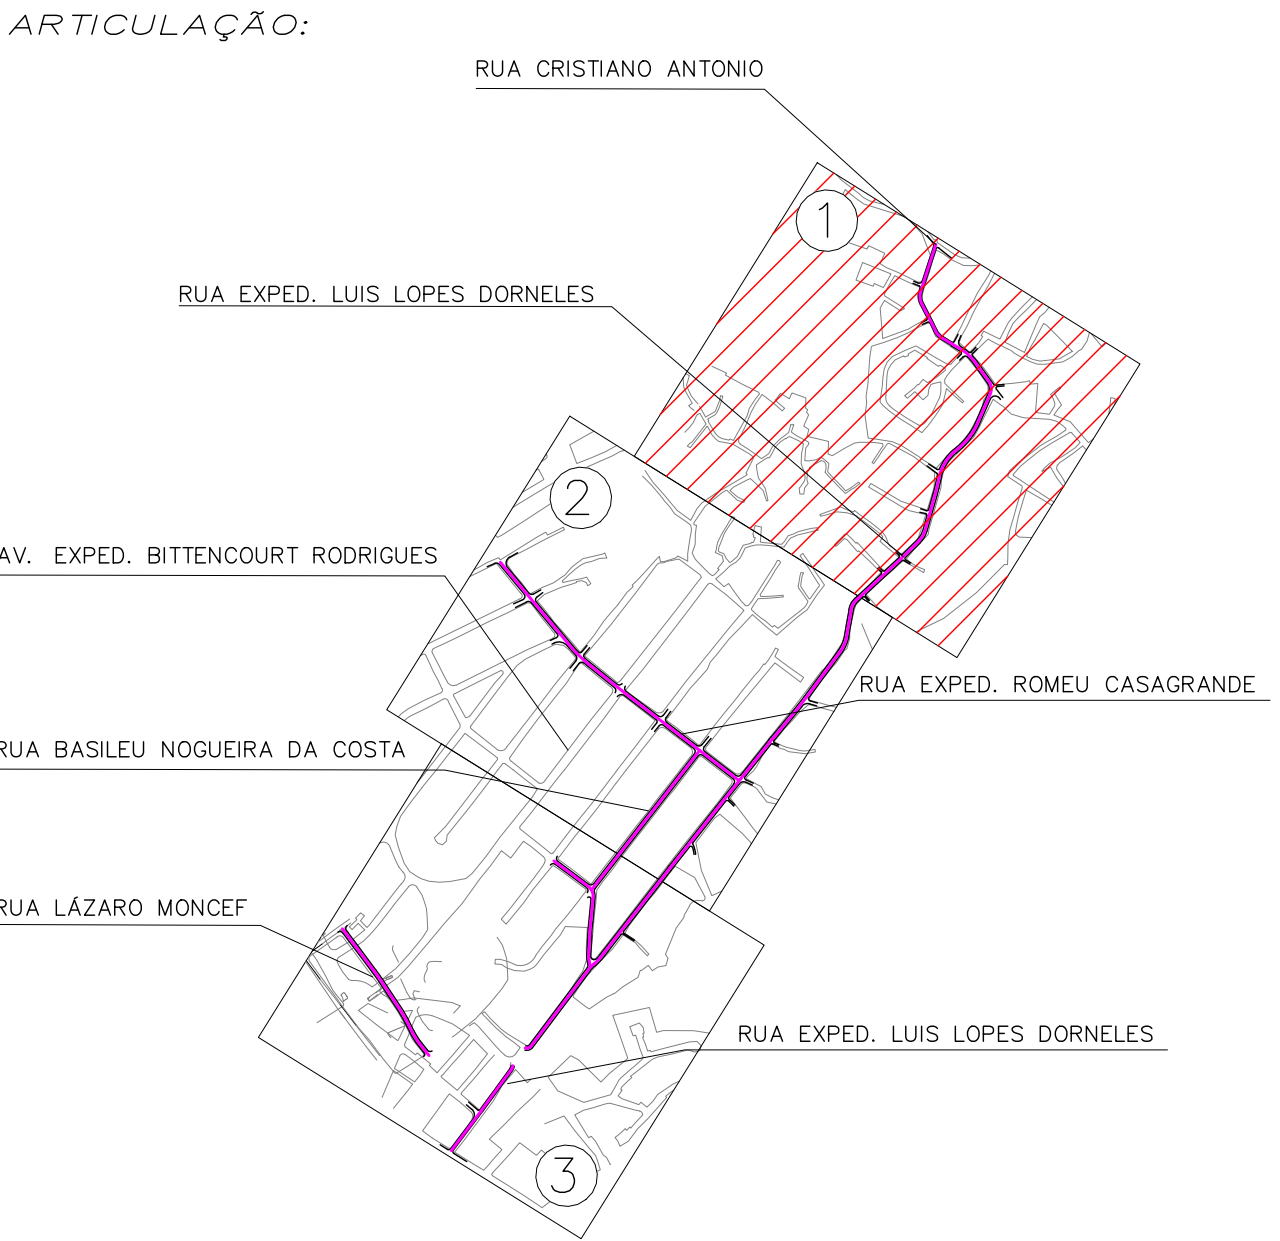 ARTICULAÇÃO:
RUA CRISTIANO ANTONIO
1
RUA EXPED. LUIS LOPES DORNELES
2
AV. EXPED. BITTENCOURT RODRIGUES
RUA EXPED. ROMEU CASAGRANDE
RUA BASILEU NOGUEIRA DA COSTA
RUA LÁZARO MONCEF
RUA EXPED. LUIS LOPES DORNELES
3